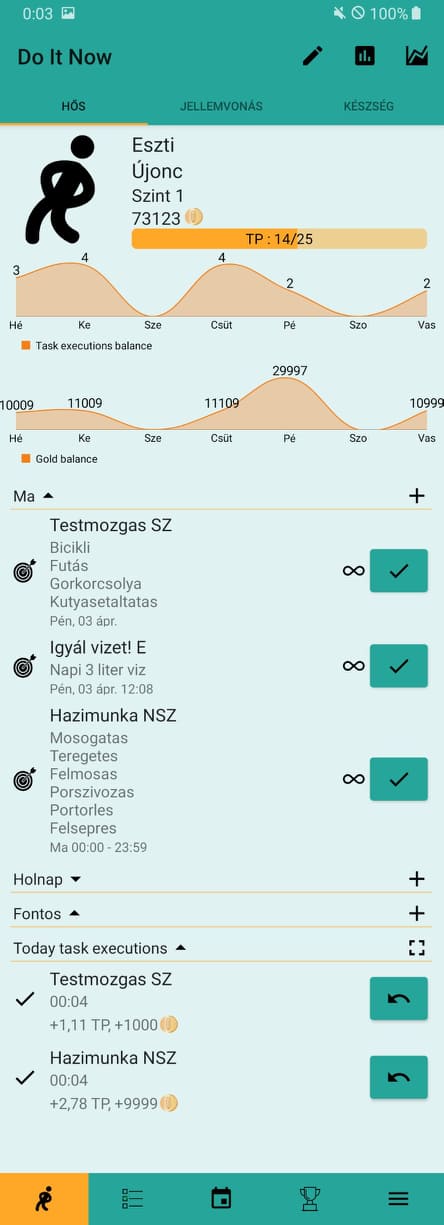 0:03 100%
Do It Now
HŐS JELLEMVONÁS KÉSZSÉG
Eszti
Újonc
Szint 1
73123
TP : 14/25
3 4 4 2 2
Hé Ke Sze Csüt Pé Szo Vas
Task executions balance
10009 11009 11109 29997 10999
Hé Ke Sze Csüt Pé Szo Vas
Gold balance
Ma
Testmozgas SZ
Bicikli
Futás
Gorkorcsolya
Kutyasetaltatas
Pén, 03 ápr.
Igyál vizet! E
Napi 3 liter viz
Pén, 03 ápr. 12:08
Hazimunka NSZ
Mosogatas
Teregetes
Felmosas
Porszivozas
Portorles
Felsepres
Ma 00:00 - 23:59
Holnap
Fontos
Today task executions
Testmozgas SZ
00:04
+1,11 TP, +1000
Hazimunka NSZ
00:04
+2,78 TP, +9999